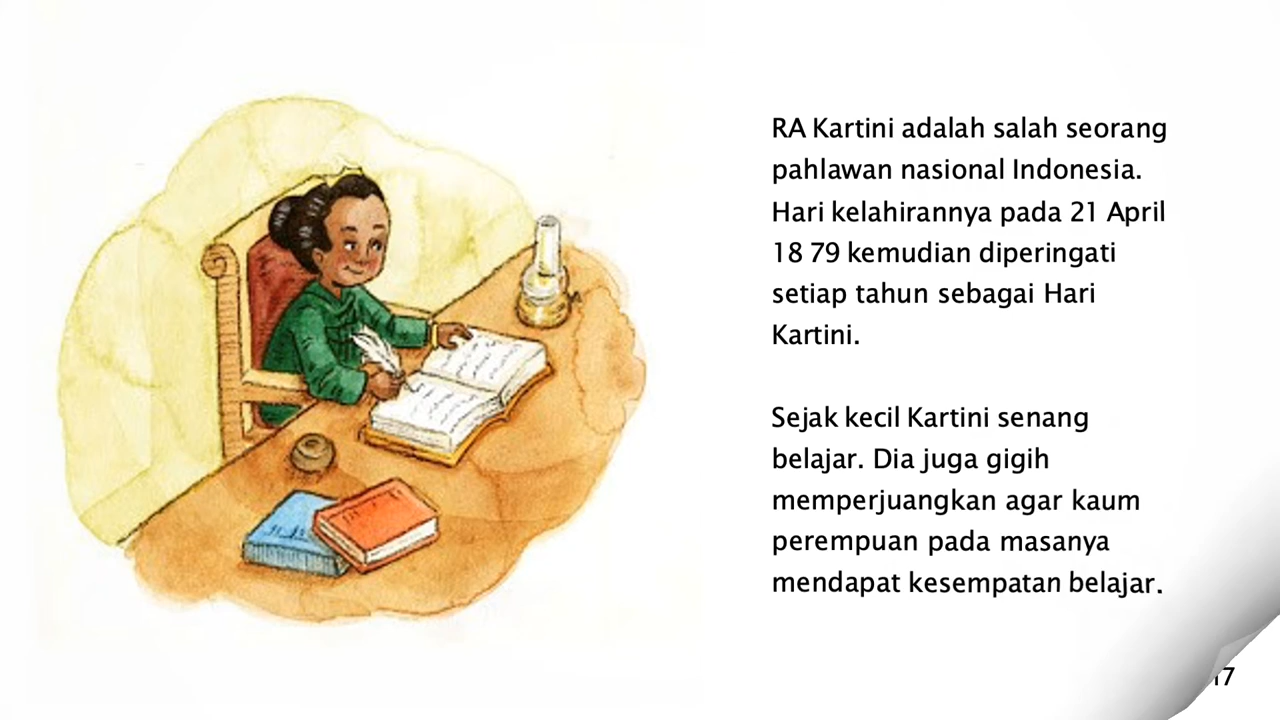 RA Kartini adalah salah seorang
pahlawan nasional Indonesia.
Hari kelahirannya pada 21 April
18 79 kemudian diperingati
setiap tahun sebagai Hari
Kartini.
Sejak kecil Kartini senang
belajar. Dia juga gigih
memperjuangkan agar kaum
perempuan pada masanya
mendapat kesempatan belajar.
17